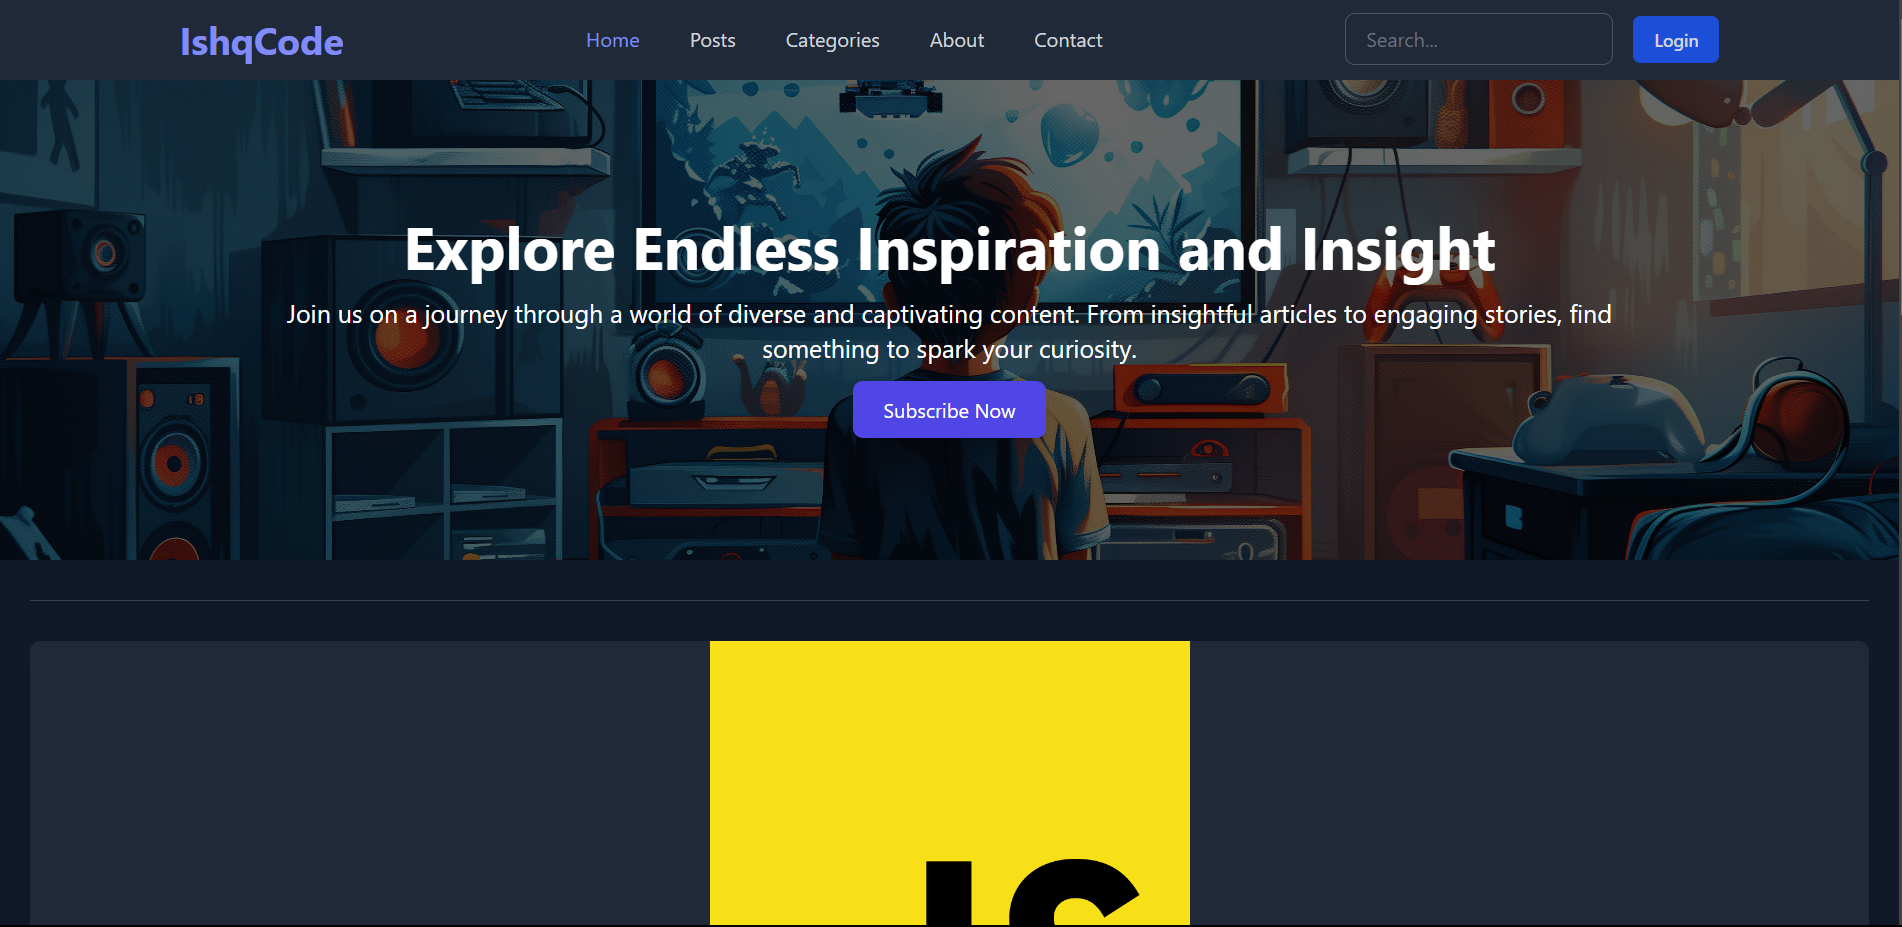 IshqCode
Home
Posts
Categories
About
Contact
Search...
Login
Explore Endless Inspiration and Insight
Join us on a journey through a world of diverse and captivating content. From insightful articles to engaging stories, find
something to spark your curiosity.
Subscribe Now
JS